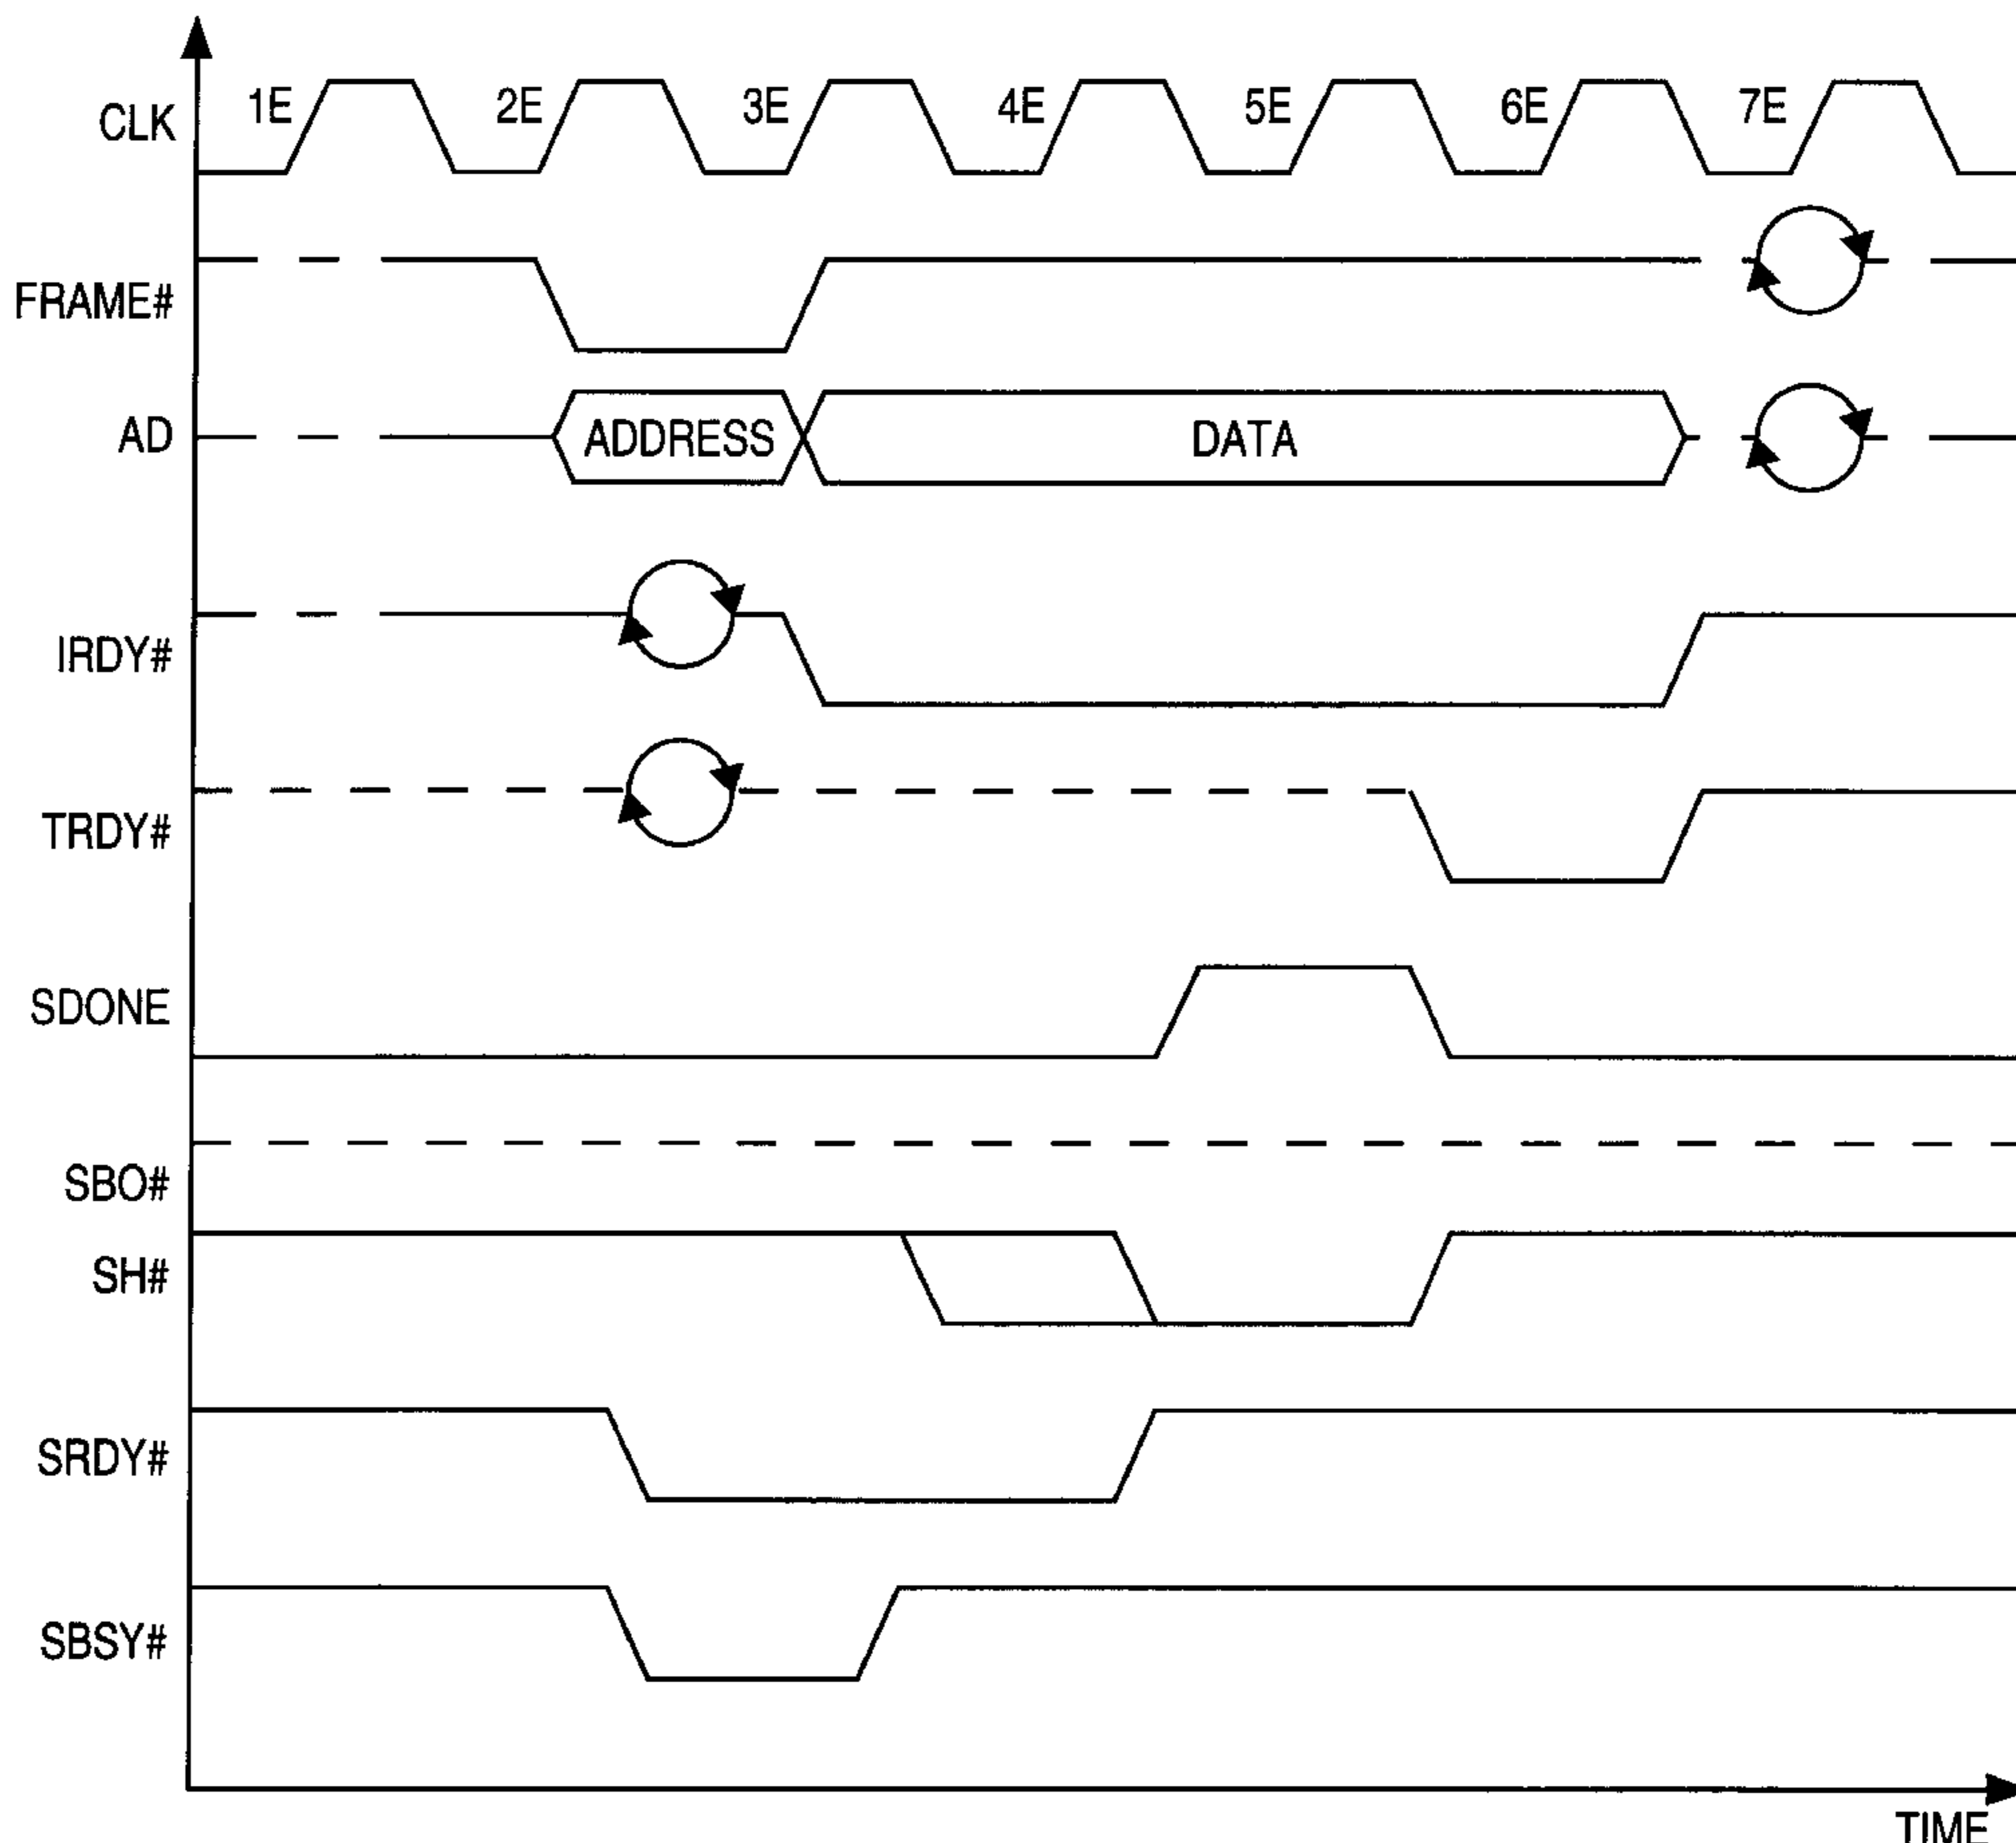 CLK 1E 2E 3E 4E 5E 6E 7E
FRAME#
AD ADDRESS DATA
IRDY#
TRDY#
SDONE
SBO#
SH#
SRDY#
SBSY#
TIME